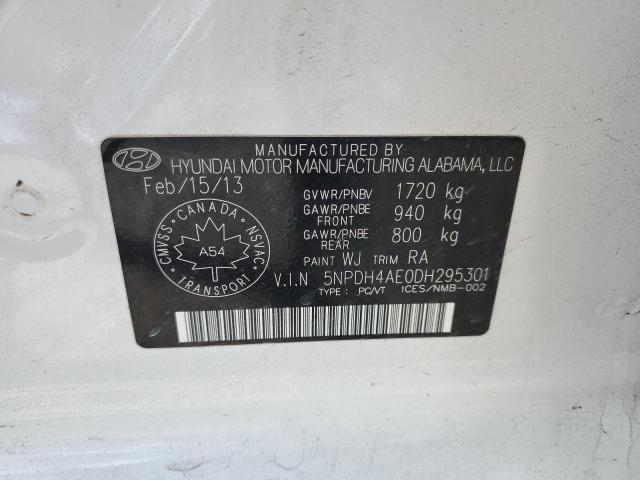 MANUFACTURED BY
HYUNDAI MOTOR MANUFACTURING ALABAMA, LLC
Feb/15/13
GVWR/PNBV 1720 kg
GAWR/PNBE FRONT 940 kg
GAWR/PNBE REAR 800 kg
CANADA
CMVSS
NSVAC
A54
PAINT WJ TRIM RA
V.I.N 5NPDH4AE0DH295301
TYPE : PC/VT ICES/NMB-002